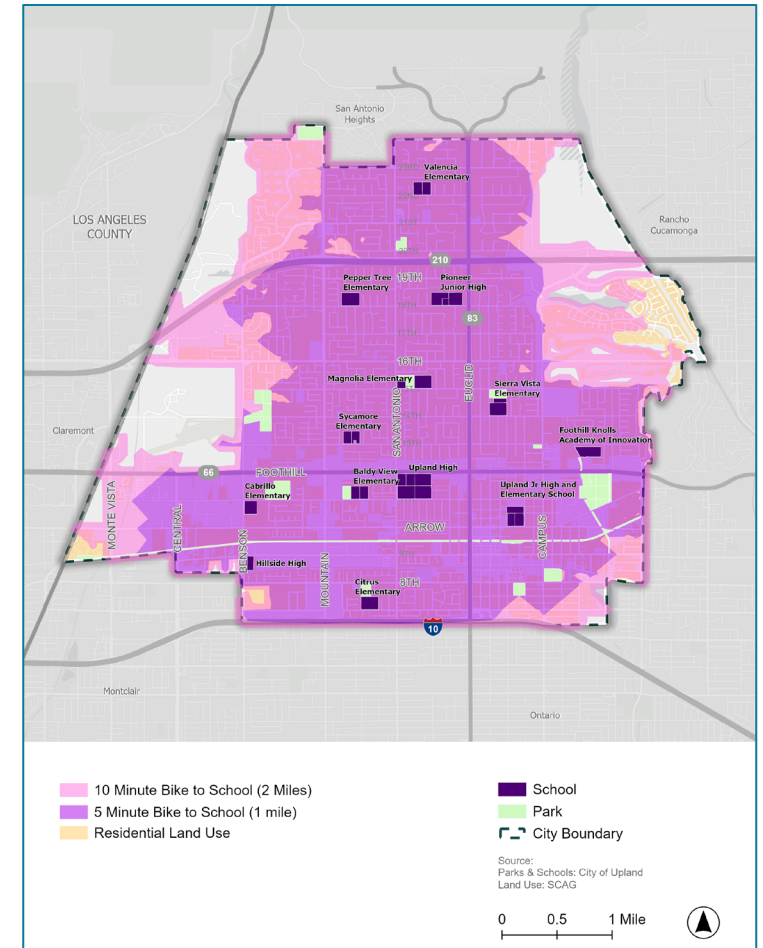 San Antonio
Heights
23RD
Valencia
Elementary
LOS ANGELES
COUNTY
Rancho
Cucamonga
210
Pepper Tree
Elementary
19TH
Pioneer
Junior High
83
16TH
Magnolia Elementary
EUCLID
Sierra Vista
Elementary
SAN ANTONIO
Claremont
Sycamore
Elementary
Foothill Knolls
Academy of Innovation
66
FOOTHILL
Baldy View
Elementary
Upland High
Cabrillo
Elementary
Upland Jr High and
Elementary School
MONTE VISTA
CENTRAL
BENSON
ARROW
CAMPUS
Hillside High
MOUNTAIN
Citrus
Elementary
8TH
10
Montclair
Ontario
10 Minute Bike to School (2 Miles)
5 Minute Bike to School (1 mile)
Residential Land Use
School
Park
City Boundary
Source:
Parks & Schools: City of Upland
Land Use: SCAG
0 0.5 1 Mile